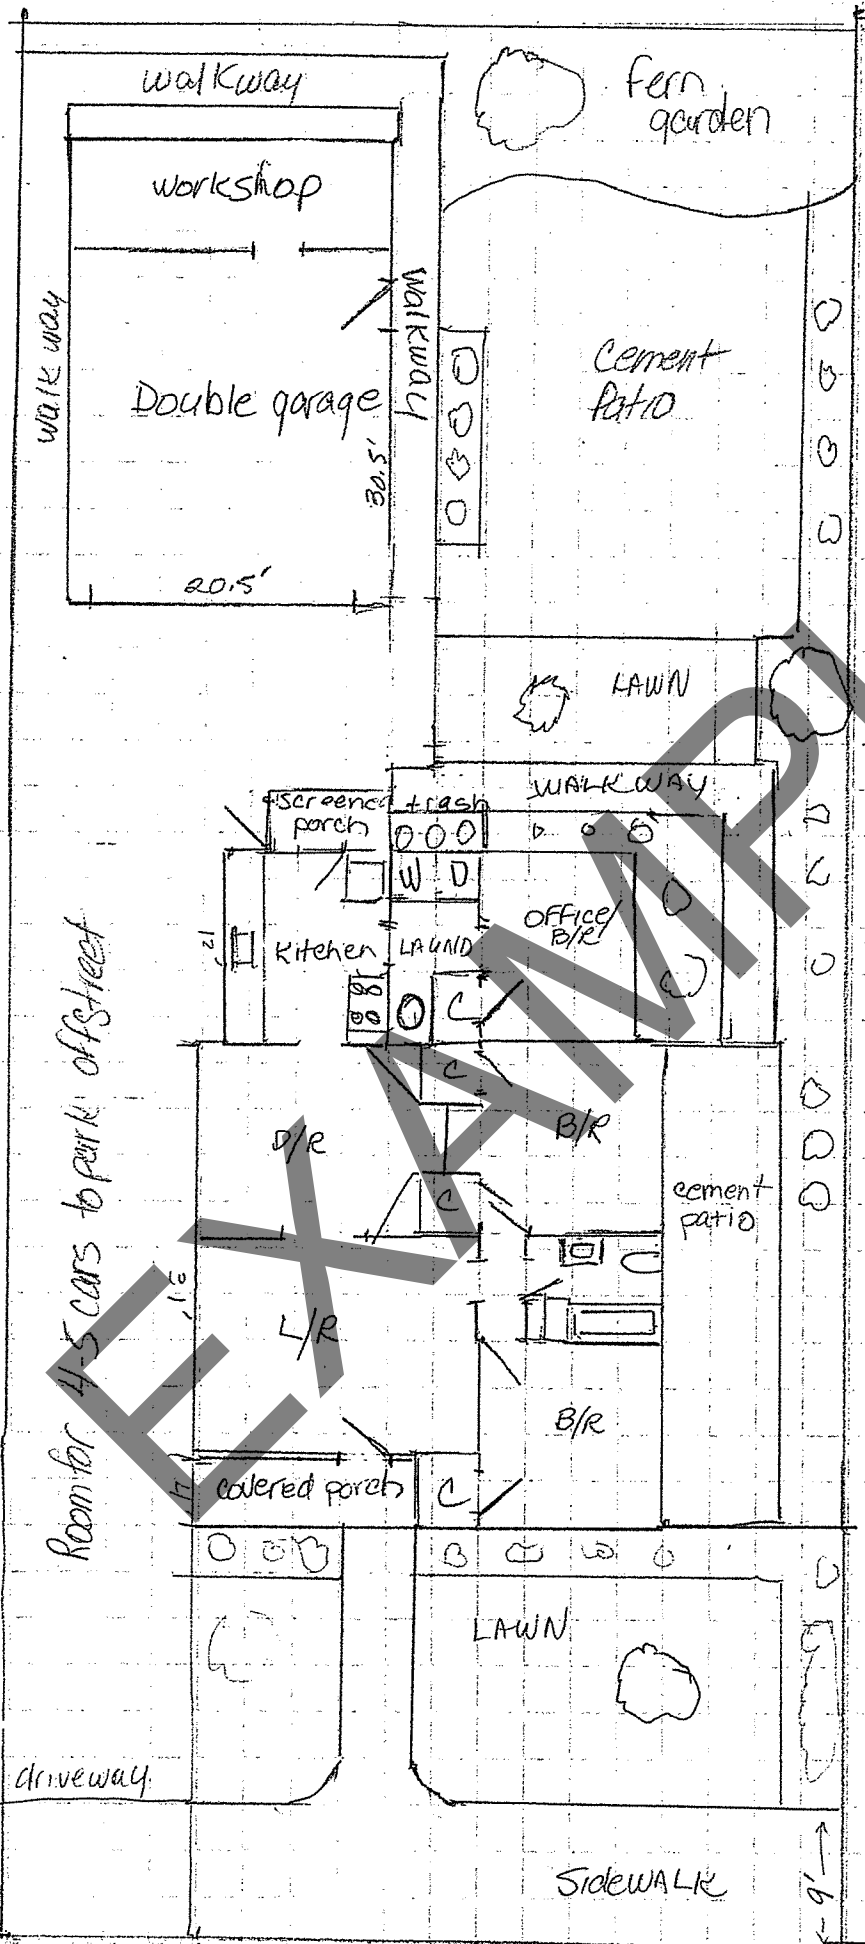 walkway
Fern
garden
workshop
walkway
walk way
Cement
Patio
Double garage
30.5'
20.5'
LAWN
WALKWAY
screened
porch
trash
W D
OFFICE/
B/R
12'
Kitchen
LAUND
C
C
D/R
B/R
C
cement
patio
L/R
B/R
covered porch
C
Room for 4-5 cars to park offstreet
LAWN
driveway
SIDEWALK
9'
EXAMPL